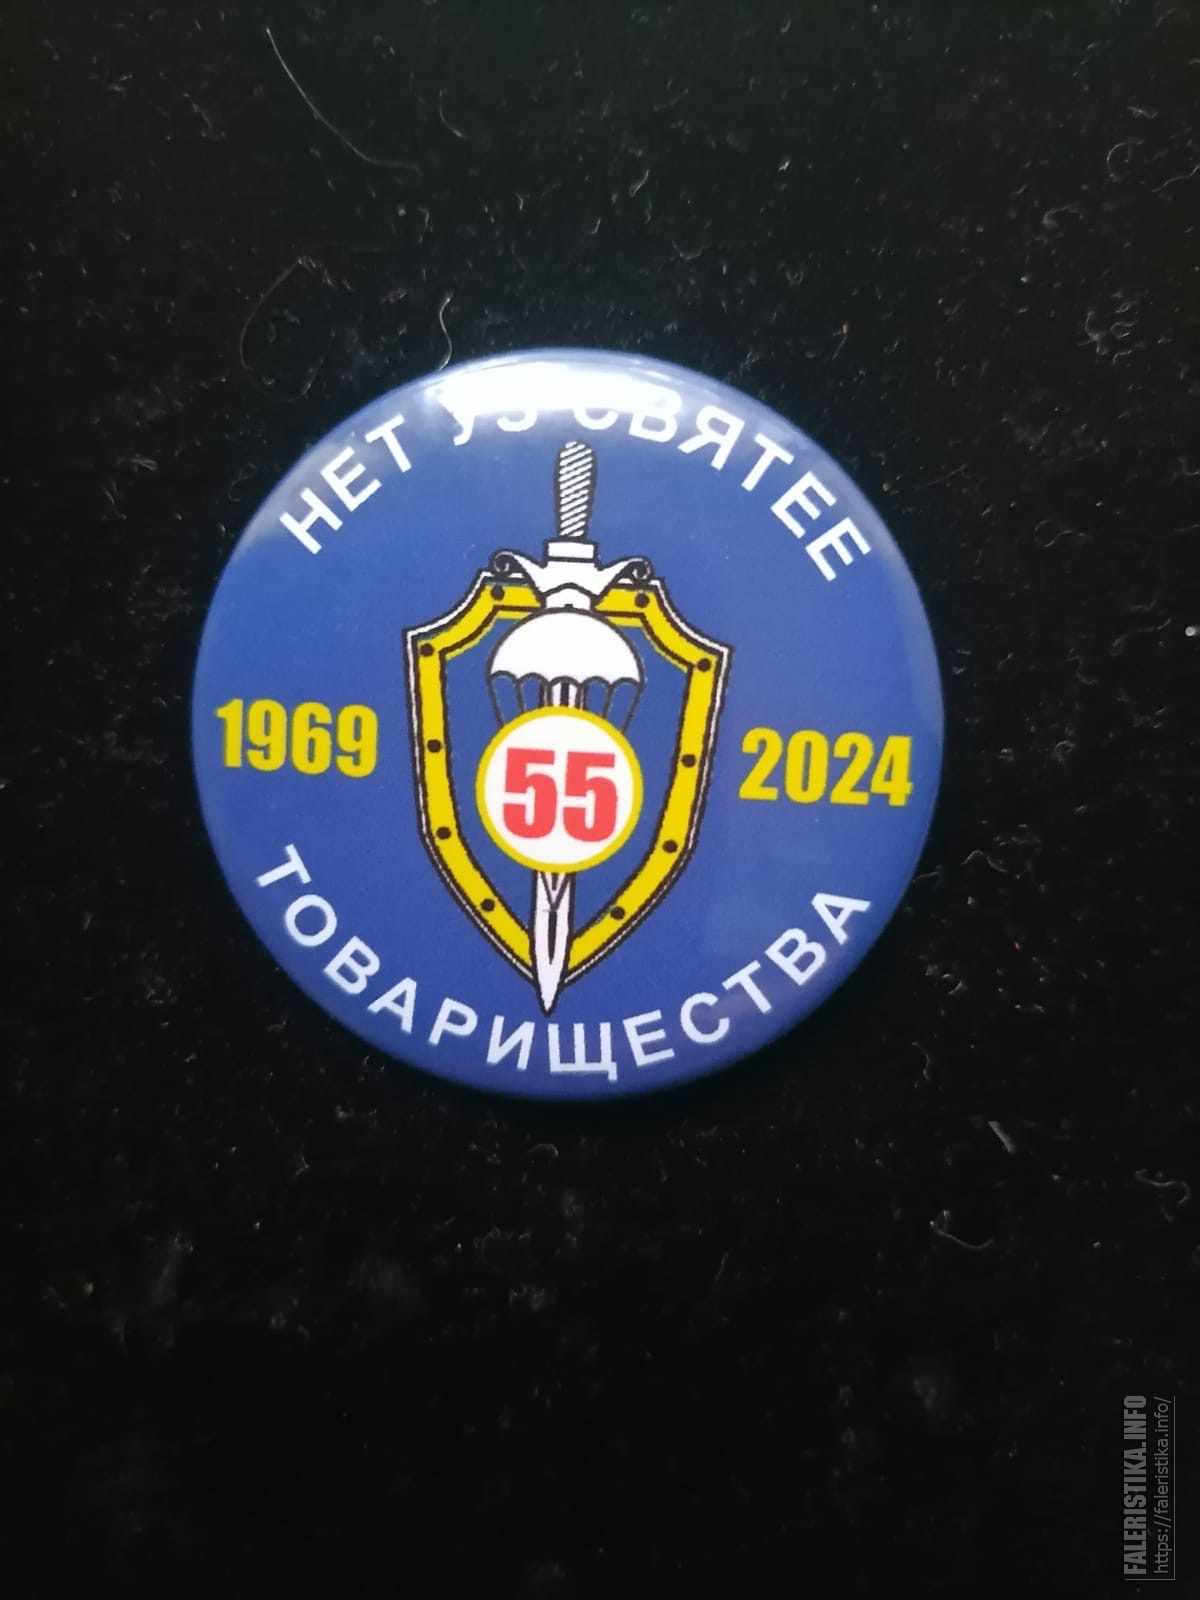 НЕТ УЗ СВЯТЕЕ
1969
55
2024
ТОВАРИЩЕСТВА
FALERISTIKA.INFO
https://faleristika.info/